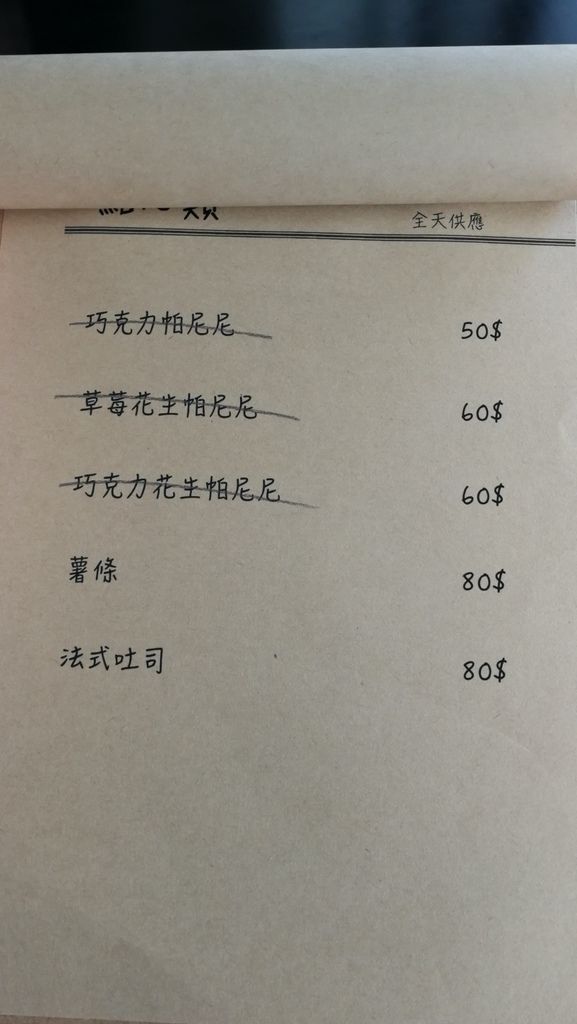 全天供應
巧克力帕尼尼 50$
草莓花生帕尼尼 60$
巧克力花生帕尼尼 60$
薯條 80$
法式吐司 80$